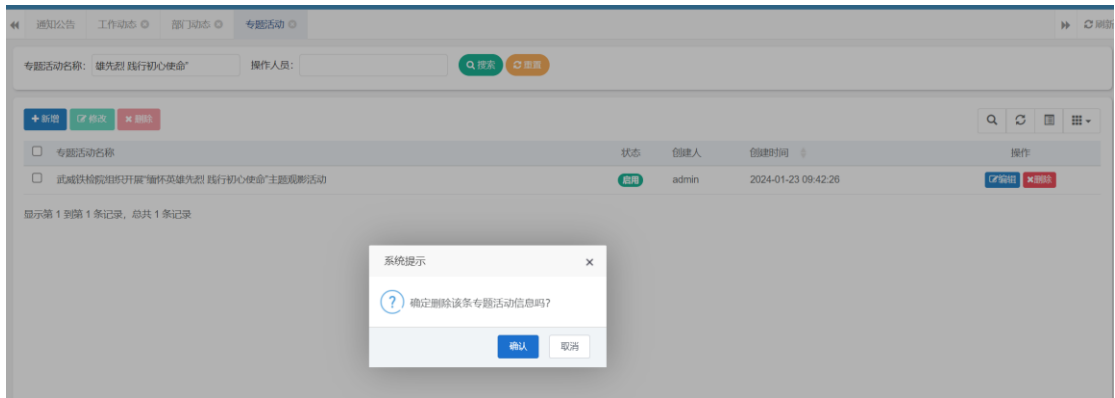 通知公告 工作动态 部门动态 专题活动 刷新
专题活动名称: 雄先烈 践行初心使命" 操作人员: 搜索 重置
新增 修改 删除
专题活动名称 状态 创建人 创建时间 操作
武威铁检院组织开展"缅怀英雄先烈 践行初心使命"主题观影活动 启用 admin 2024-01-23 09:42:26 编辑 删除
显示第 1 到第 1 条记录，总共 1 条记录
系统提示
确定删除该条专题活动信息吗?
确认 取消